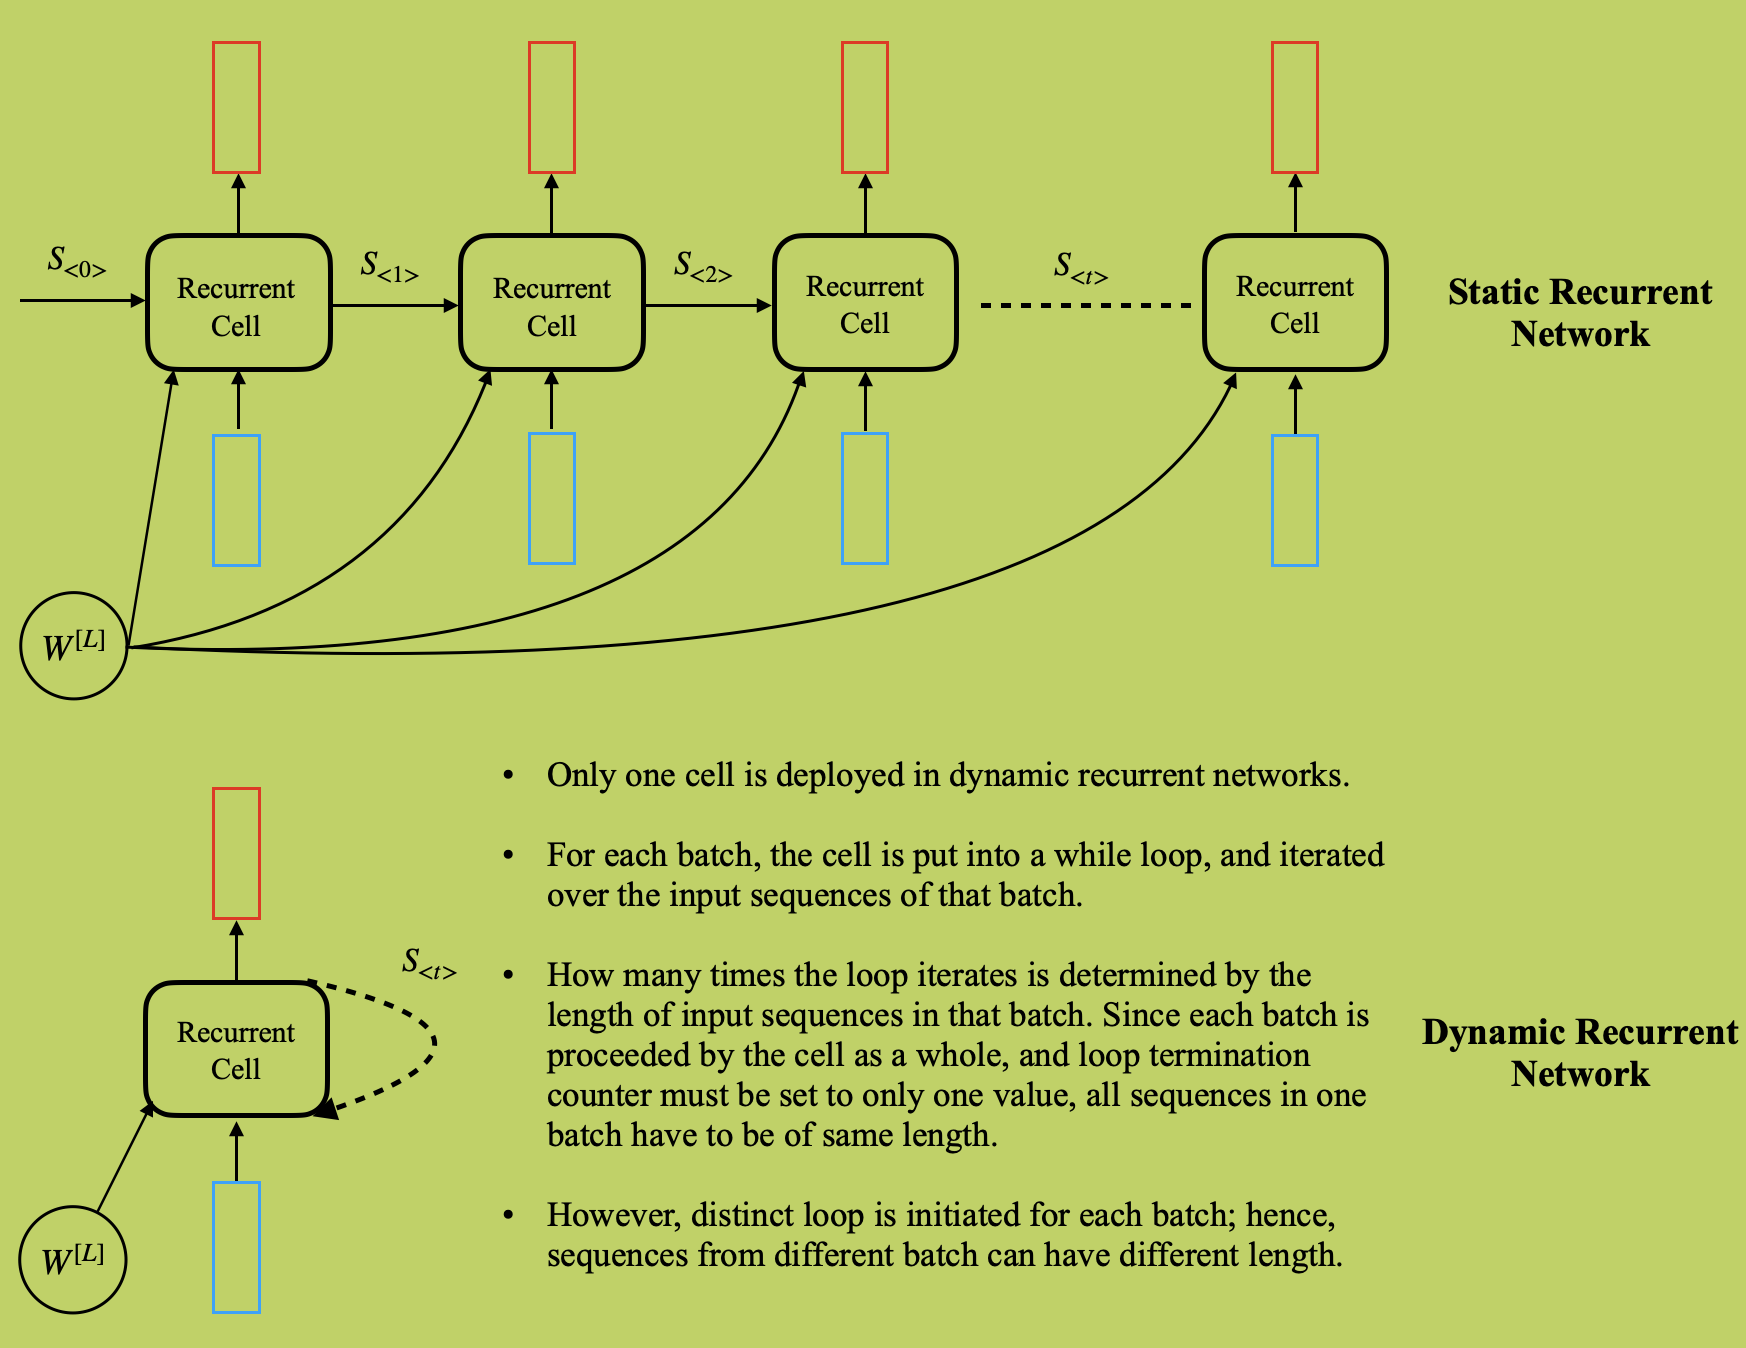 S<0>
S<1>
S<2>
S<t>
Recurrent
Cell
Recurrent
Cell
Recurrent
Cell
Recurrent
Cell
Static Recurrent
Network
W[L]
• Only one cell is deployed in dynamic recurrent networks.
• For each batch, the cell is put into a while loop, and iterated
over the input sequences of that batch.
S<t>
• How many times the loop iterates is determined by the
length of input sequences in that batch. Since each batch is
proceeded by the cell as a whole, and loop termination
counter must be set to only one value, all sequences in one
batch have to be of same length.
Recurrent
Cell
Dynamic Recurrent
Network
• However, distinct loop is initiated for each batch; hence,
sequences from different batch can have different length.
W[L]